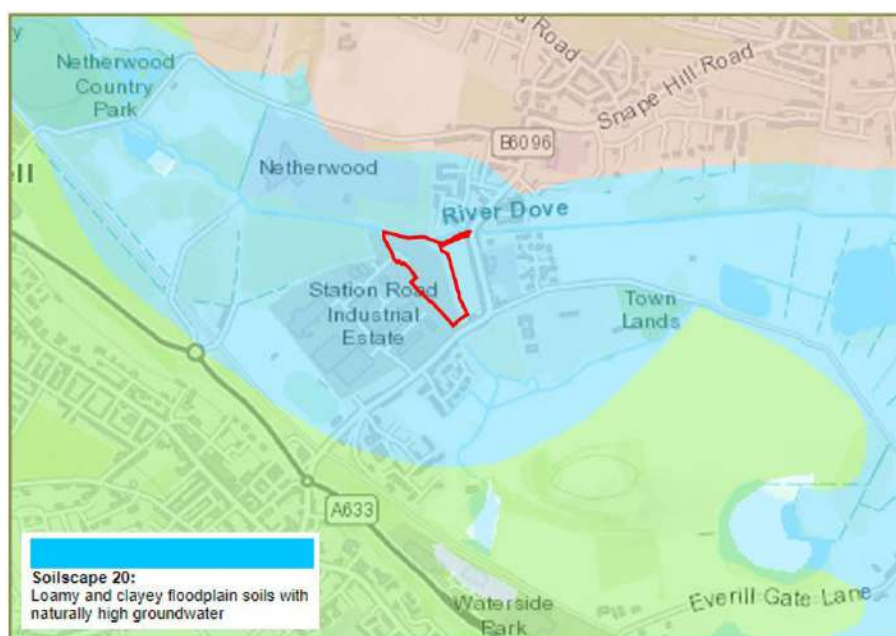 Road
Netherwood
Country
Park
Snape Hill Road
B6096
Netherwood
River Dove
Station Road
Industrial
Estate
Town
Lands
A633
Soilscape 20:
Loamy and clayey floodplain soils with
naturally high groundwater
Waterside
Park
Everill Gate Lane